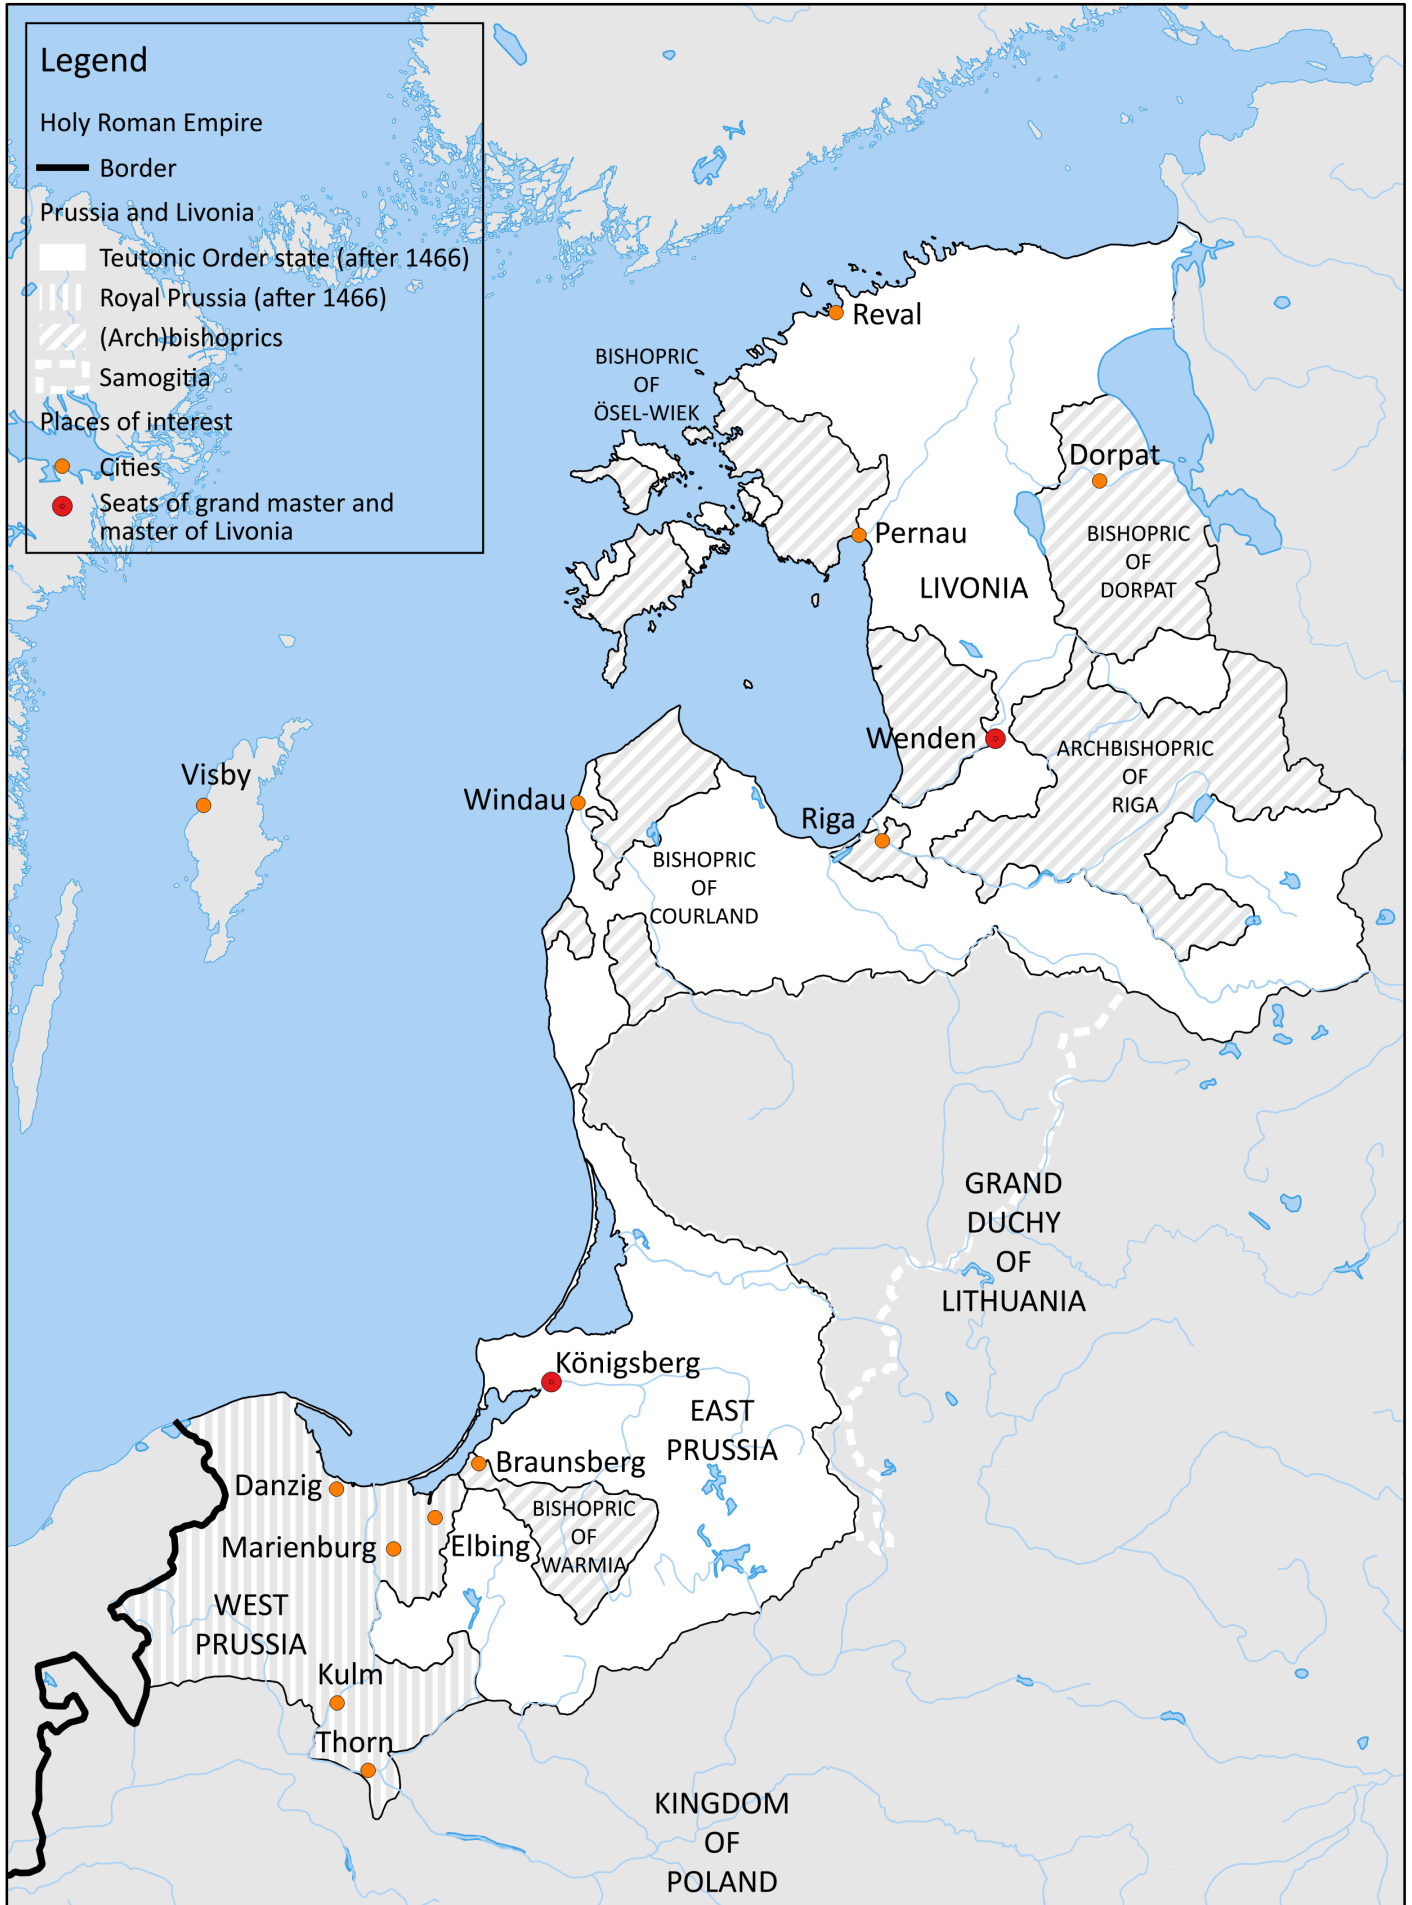 Legend
Holy Roman Empire
Border
Prussia and Livonia
Teutonic Order state (after 1466)
Royal Prussia (after 1466)
(Arch)bishoprics
Samogitia
Places of interest
Cities
Seats of grand master and
master of Livonia
Reval
BISHOPRIC
OF
ÖSEL-WIEK
Dorpat
Pernau
BISHOPRIC
OF
DORPAT
LIVONIA
Wenden
ARCHBISHOPRIC
OF
RIGA
Visby
Windau
Riga
BISHOPRIC
OF
COURLAND
GRAND
DUCHY
OF
LITHUANIA
Königsberg
EAST
PRUSSIA
Braunsberg
Danzig
BISHOPRIC
OF
WARMIA
Marienburg
Elbing
WEST
PRUSSIA
Kulm
Thorn
KINGDOM
OF
POLAND